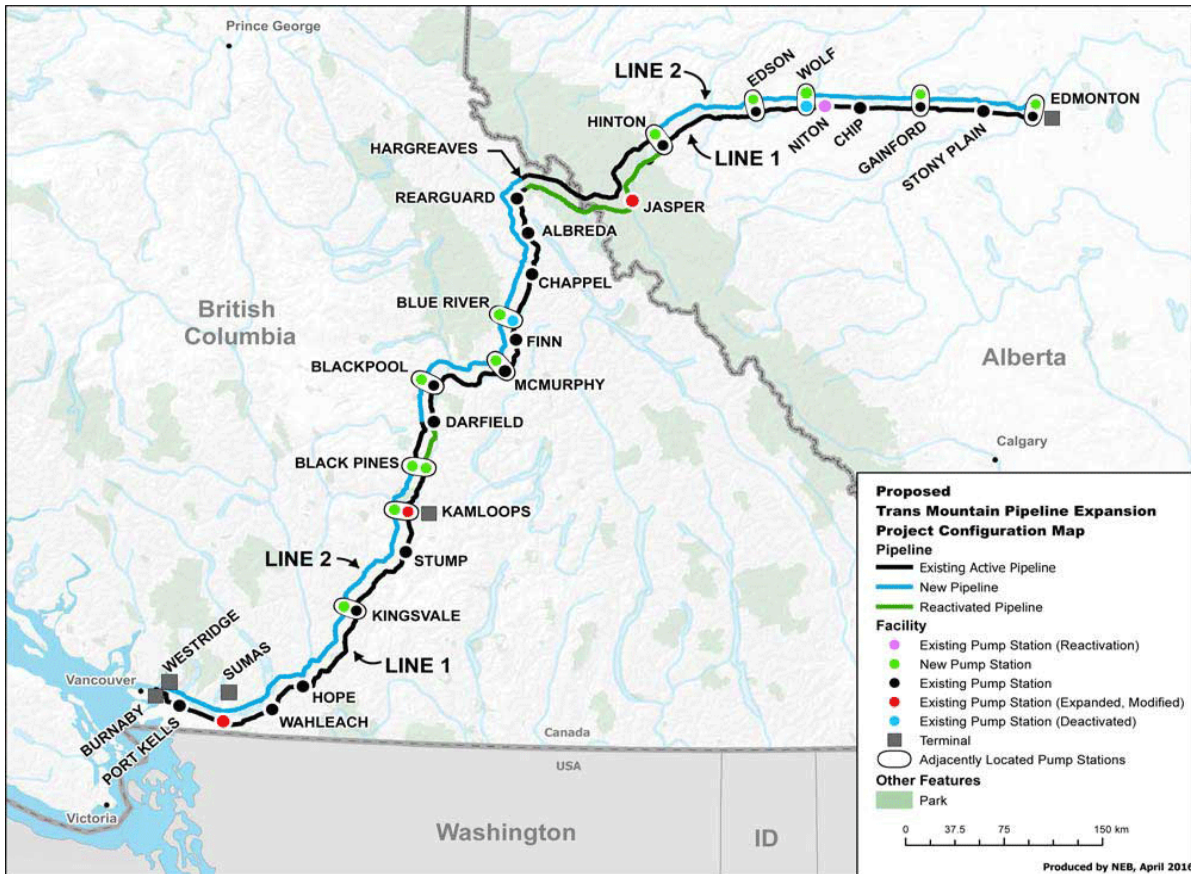 Prince George
LINE 2
EDSON
WOLF
EDMONTON
HINTON
NITON
CHIP
GAINFORD
STONY PLAIN
LINE 1
HARGREAVES
REARGUARD
JASPER
ALBREDA
CHAPPEL
BLUE RIVER
British
Columbia
FINN
Alberta
BLACKPOOL
MCMURPHY
DARFIELD
Calgary
BLACK PINES
KAMLOOPS
LINE 2
STUMP
KINGSVALE
WESTRIDGE
SUMAS
LINE 1
Vancouver
HOPE
BURNABY
WAHLEACH
PORT KELLS
Canada
USA
Victoria
Washington
ID
Proposed
Trans Mountain Pipeline Expansion
Project Configuration Map
Pipeline
Existing Active Pipeline
New Pipeline
Reactivated Pipeline
Facility
Existing Pump Station (Reactivation)
New Pump Station
Existing Pump Station
Existing Pump Station (Expanded, Modified)
Existing Pump Station (Deactivated)
Terminal
Adjacently Located Pump Stations
Other Features
Park
0 37.5 75 150 km
Produced by NEB, April 2016